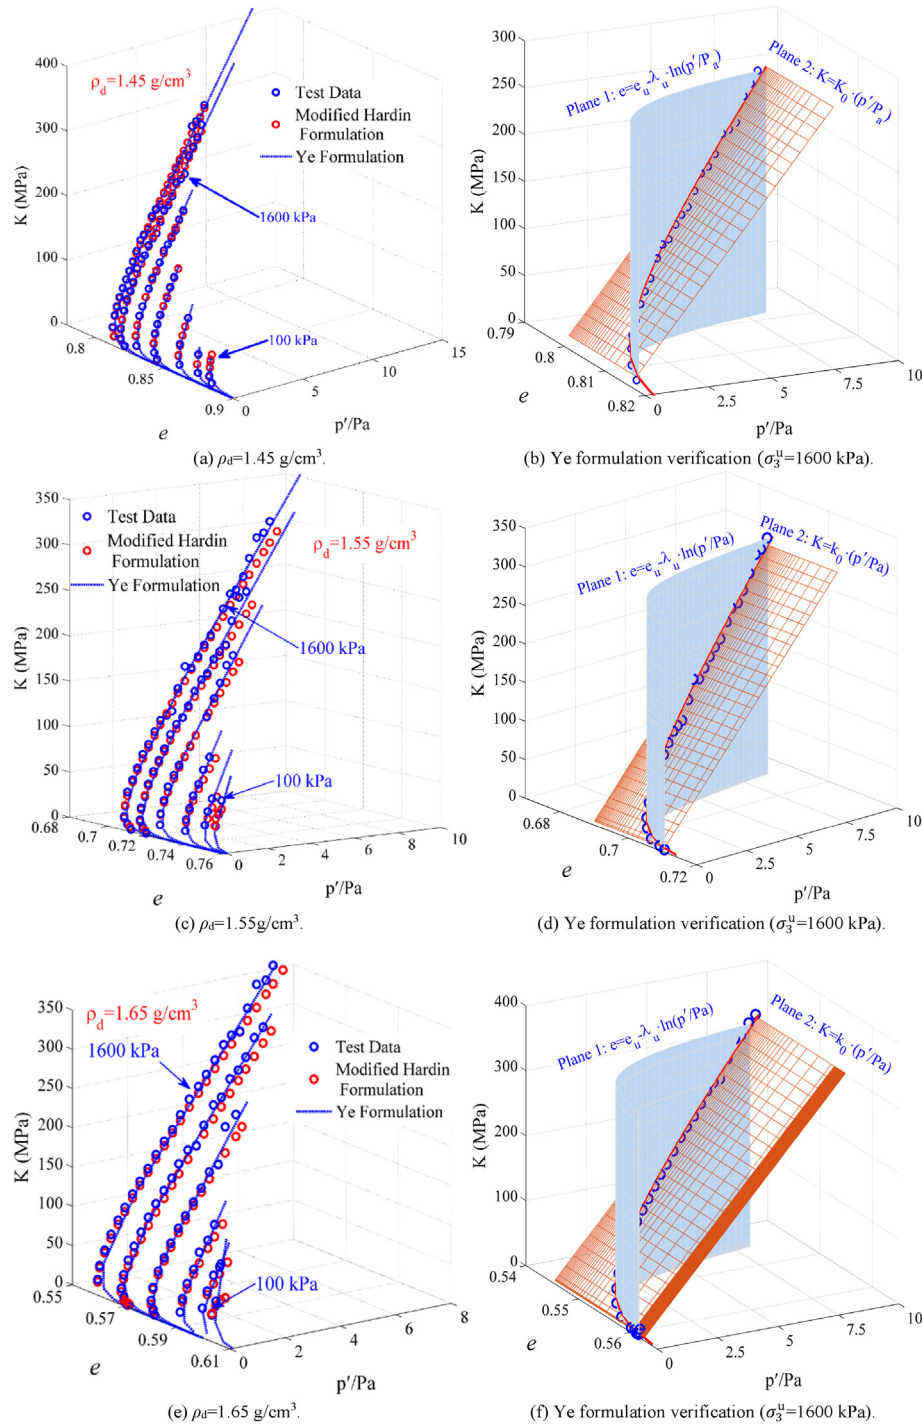 400
300
200
100
0
K (MPa)
ρd=1.45 g/cm3
Test Data
Modified Hardin
Formulation
Ye Formulation
1600 kPa
100 kPa
0.8
0.85
0.9
e
0
5
10
15
p′/Pa
(a) ρd=1.45 g/cm3.
300
250
200
150
100
50
0
K (MPa)
Plane 1: e=eu-λu·ln(p′/Pa)
Plane 2: K=K0·(p′/Pa)
0.79
0.8
0.81
0.82
e
0
2.5
5
7.5
10
p′/Pa
(b) Ye formulation verification (σ3u=1600 kPa).
350
300
250
200
150
100
50
0
K (MPa)
Test Data
Modified Hardin
Formulation
Ye Formulation
ρd=1.55 g/cm3
1600 kPa
100 kPa
0.68
0.7
0.72
0.74
0.76
e
0
2
4
6
8
10
p′/Pa
(c) ρd=1.55g/cm3.
350
300
250
200
150
100
50
0
K (MPa)
Plane 1: e=eu-λu·ln(p′/Pa)
Plane 2: K=k0·(p′/Pa)
0.68
0.7
0.72
e
0
2.5
5
7.5
10
p′/Pa
(d) Ye formulation verification (σ3u=1600 kPa).
350
300
250
200
150
100
50
0
K (MPa)
ρd=1.65 g/cm3
1600 kPa
Test Data
Modified Hardin
Formulation
Ye Formulation
100 kPa
0.55
0.57
0.59
0.61
e
0
2
4
6
8
p′/Pa
(e) ρd=1.65 g/cm3.
400
300
200
100
0
K (MPa)
Plane 1: e=eu-λu·ln(p′/Pa)
Plane 2: K=k0·(p′/Pa)
0.54
0.55
0.56
e
0
2.5
5
7.5
10
p′/Pa
(f) Ye formulation verification (σ3u=1600 kPa).